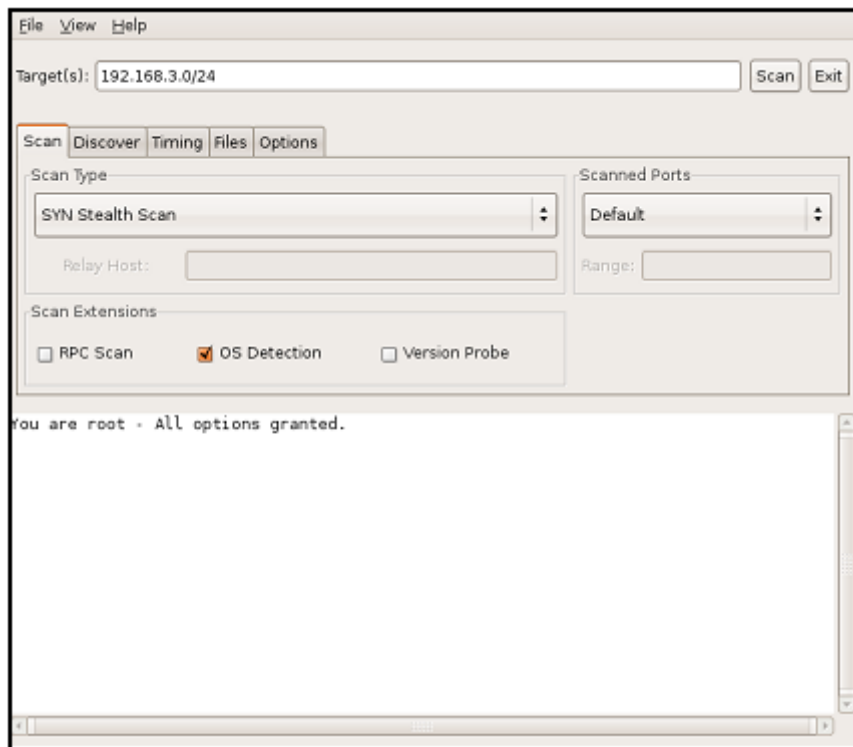 File View Help
Target(s): 192.168.3.0/24 Scan Exit
Scan Discover Timing Files Options
Scan Type
Scanned Ports
SYN Stealth Scan
Default
Relay Host:
Range:
Scan Extensions
RPC Scan OS Detection Version Probe
You are root - All options granted.